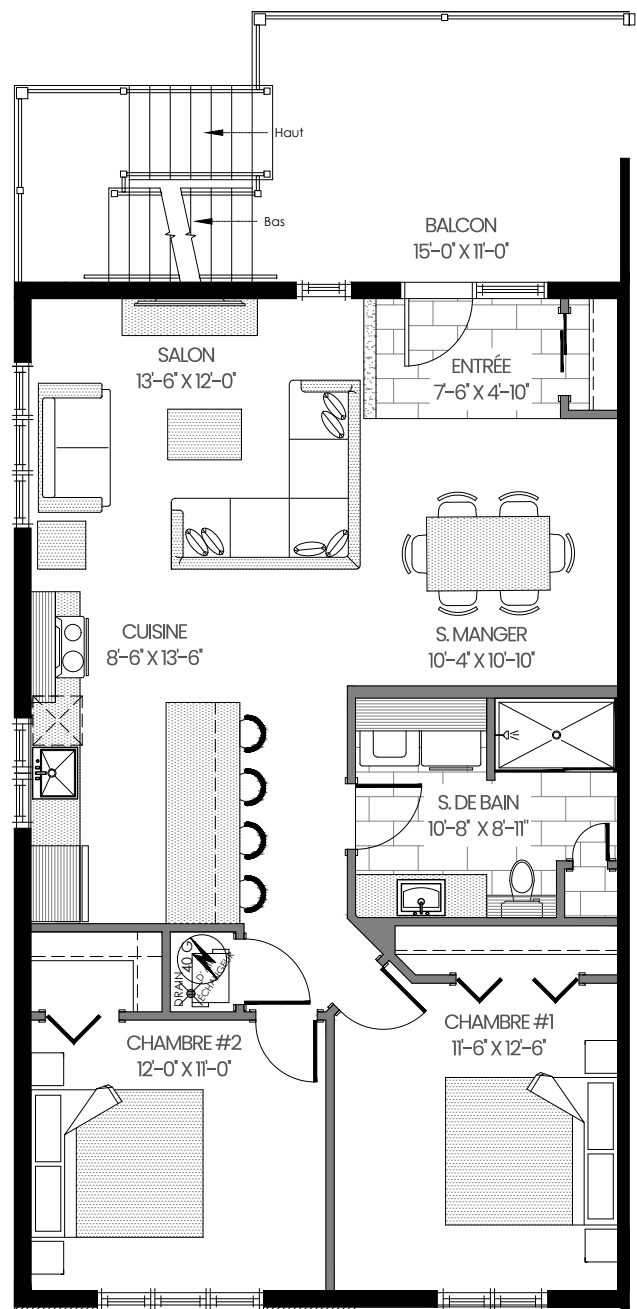 Haut
Bas
BALCON
15'-0" X 11'-0"
SALON
13'-6" X 12'-0"
ENTRÉE
7'-6" X 4'-10"
CUISINE
8'-6" X 13'-6"
S. MANGER
10'-4" X 10'-10"
S. DE BAIN
10'-8" X 8'-11"
DRAIN
40 G
D'
ÉCHANGEUR
CHAMBRE #2
12'-0" X 11'-0"
CHAMBRE #1
11'-6" X 12'-6"